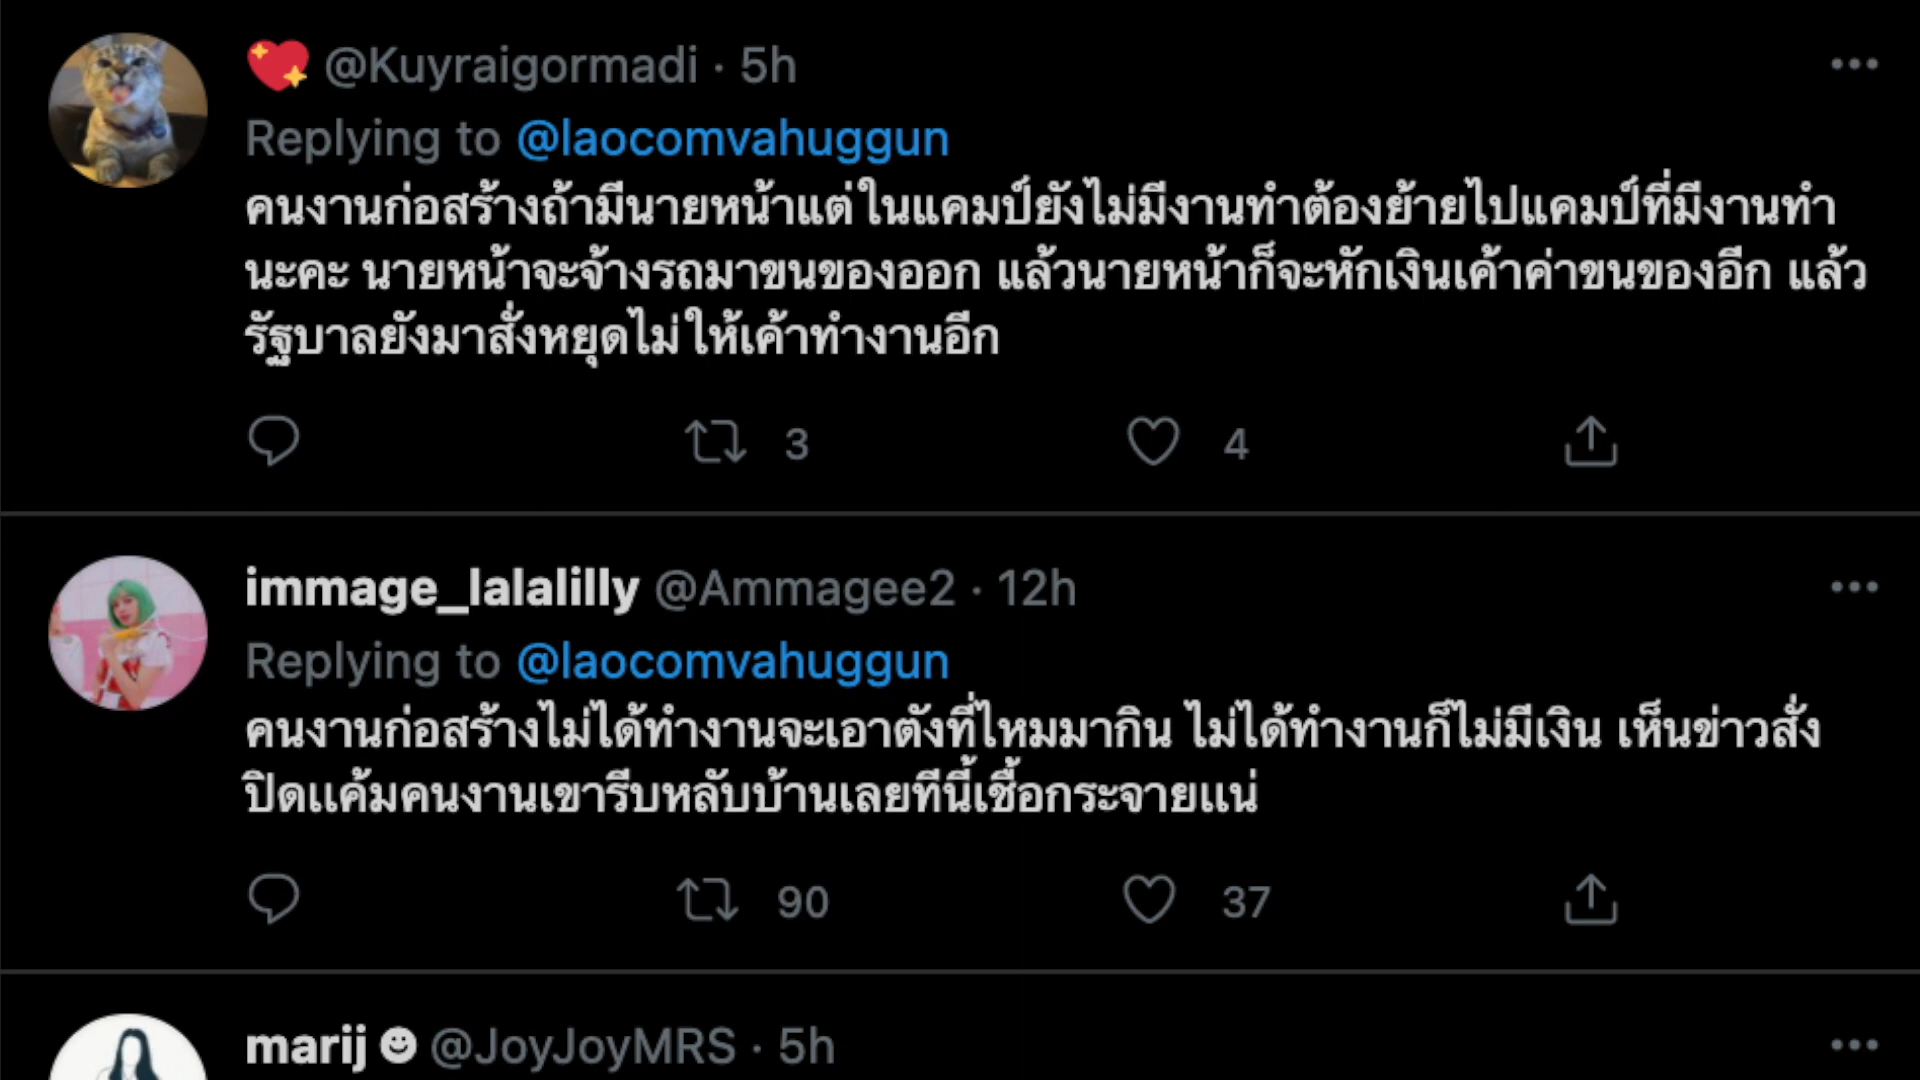 💖 @Kuyraigormadi · 5h
Replying to @laocomvahuggun
คนงานก่อสร้างถ้ามีนายหน้าแต่ในแคมป์ยังไม่มีงานทำต้องย้ายไปแคมป์ที่มีงานทำ
นะคะ นายหน้าจะจ้างรถมาขนของออก แล้วนายหน้าก็จะหักเงินเค้าค่าขนของอีก แล้ว
รัฐบาลยังมาสั่งหยุดไม่ให้เค้าทำงานอีก
3 4
immage_lalalilly @Ammagee2 · 12h
Replying to @laocomvahuggun
คนงานก่อสร้างไม่ได้ทำงานจะเอาตังที่ไหมมากิน ไม่ได้ทำงานก็ไม่มีเงิน เห็นข่าวสั่ง
ปิดแค้มคนงานเขารีบหลับบ้านเลยทีนี้เชื้อกระจายแน่
90 37
marij ☻ @JoyJoyMRS · 5h